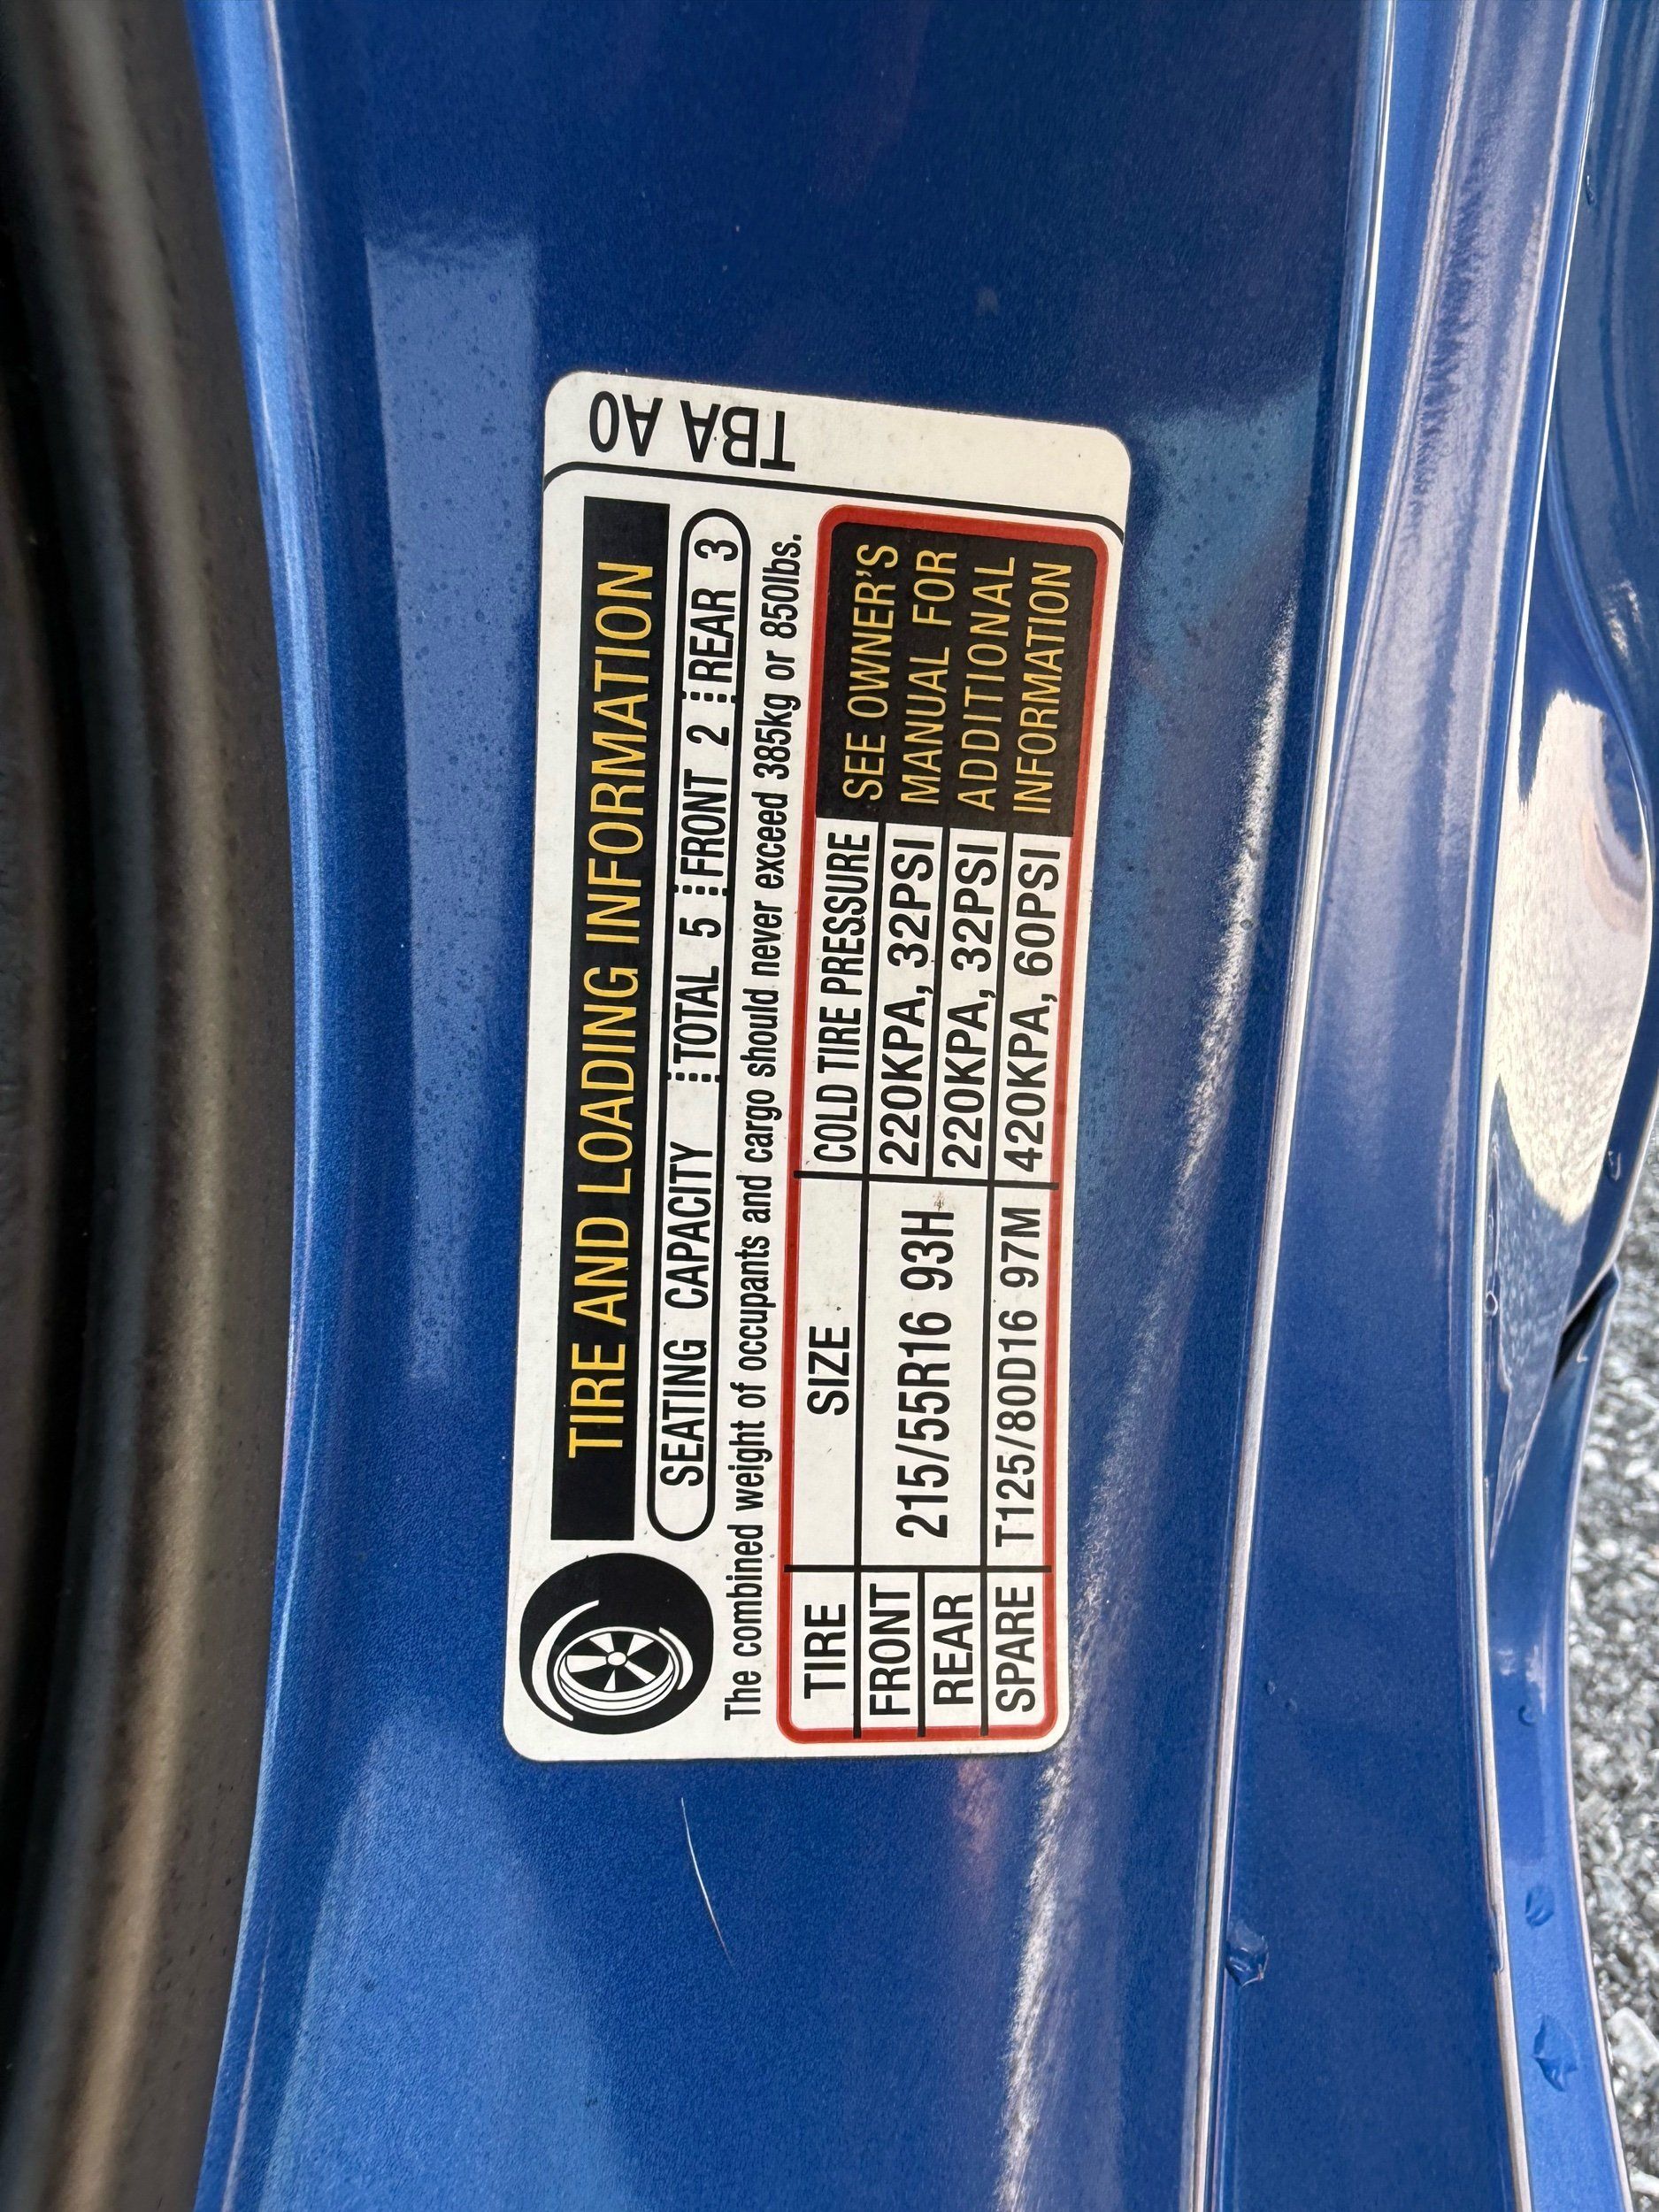 TIRE AND LOADING INFORMATION
SEATING CAPACITY TOTAL 5 FRONT 2 REAR 3
The combined weight of occupants and cargo should never exceed 385kg or 850lbs.
TIRE SIZE COLD TIRE PRESSURE
FRONT 215/55R16 93H 220KPA, 32PSI
REAR 220KPA, 32PSI
SPARE T125/80D16 97M 420KPA, 60PSI
SEE OWNER'S
MANUAL FOR
ADDITIONAL
INFORMATION
TBA A0